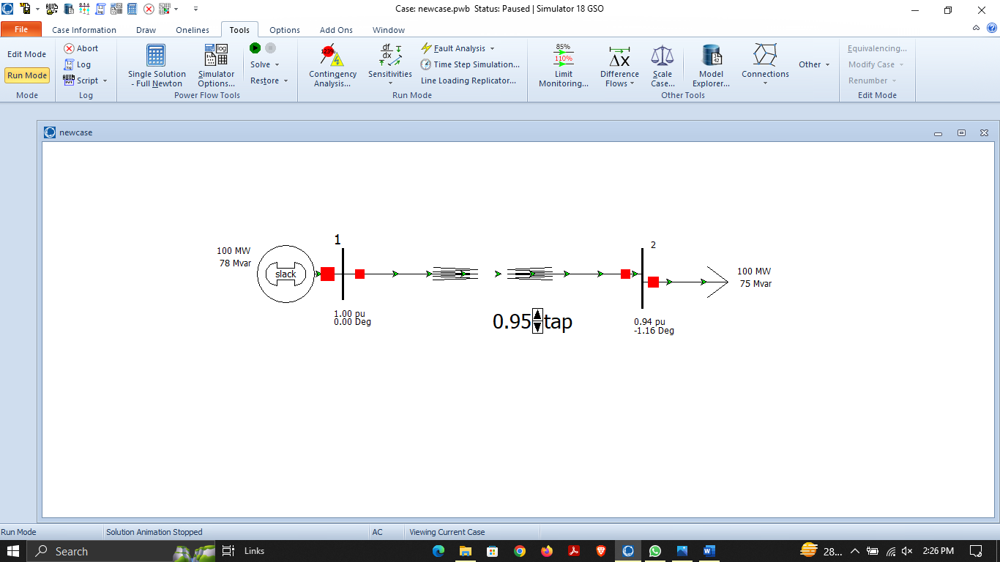 Case: newcase.pwb Status: Paused | Simulator 18 GSO
File Case Information Draw Onelines Tools Options Add Ons Window
Edit Mode
Run Mode
Mode
Abort
Log
Script
Log
Single Solution
- Full Newton
Simulator
Options...
Solve
Restore
Power Flow Tools
Contingency
Analysis...
Sensitivities
Fault Analysis
Time Step Simulation...
Line Loading Replicator...
Run Mode
85%
110%
Limit
Monitoring...
Difference
Flows
Scale
Case...
Model
Explorer...
Connections
Other
Other Tools
Equivalencing...
Modify Case
Renumber
Edit Mode
newcase
100 MW
78 Mvar
slack
1
1.00 pu
0.00 Deg
0.95 tap
2
0.94 pu
-1.16 Deg
100 MW
75 Mvar
Run Mode Solution Animation Stopped AC Viewing Current Case
Search Links 28... 2:26 PM